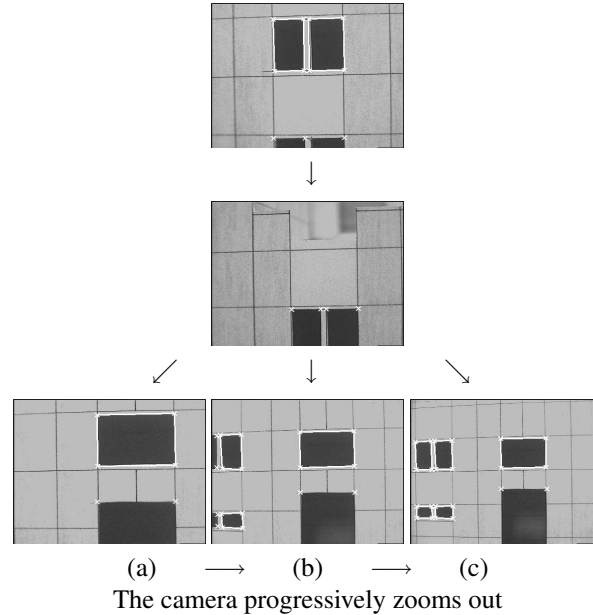 (a) → (b) → (c)
The camera progressively zooms out